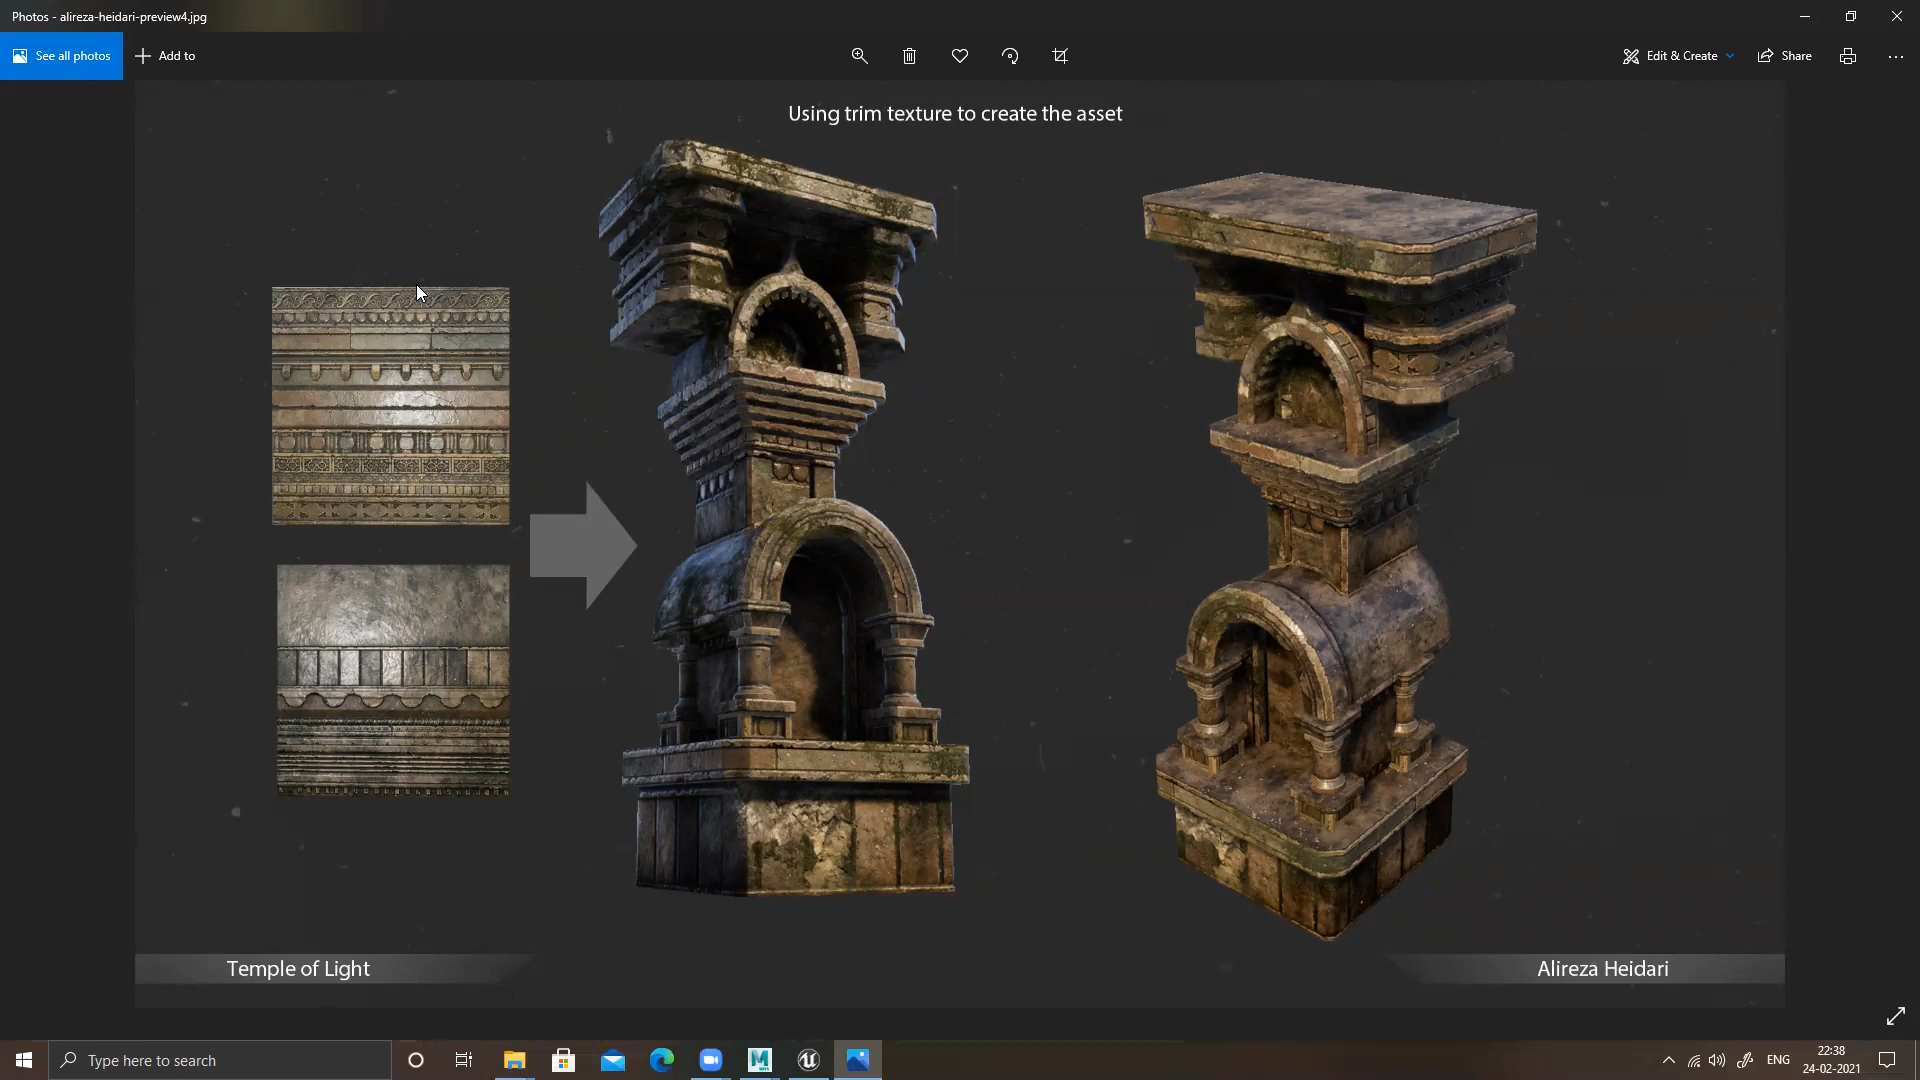 Photos - alireza-heidari-preview4.jpg
See all photos
Add to
Edit & Create
Share
Using trim texture to create the asset
Temple of Light
Alireza Heidari
Type here to search
ENG
22:38
24-02-2021